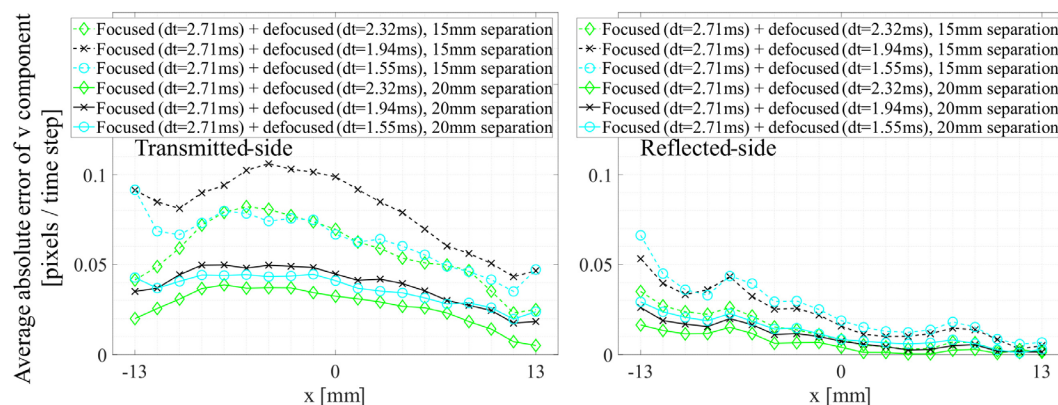 Average absolute error of v component
[pixels / time step]
Focused (dt=2.71ms) + defocused (dt=2.32ms), 15mm separation
Focused (dt=2.71ms) + defocused (dt=1.94ms), 15mm separation
Focused (dt=2.71ms) + defocused (dt=1.55ms), 15mm separation
Focused (dt=2.71ms) + defocused (dt=2.32ms), 20mm separation
Focused (dt=2.71ms) + defocused (dt=1.94ms), 20mm separation
Focused (dt=2.71ms) + defocused (dt=1.55ms), 20mm separation
Transmitted-side
0.1
0.05
0
-13 0 13
x [mm]
Focused (dt=2.71ms) + defocused (dt=2.32ms), 15mm separation
Focused (dt=2.71ms) + defocused (dt=1.94ms), 15mm separation
Focused (dt=2.71ms) + defocused (dt=1.55ms), 15mm separation
Focused (dt=2.71ms) + defocused (dt=2.32ms), 20mm separation
Focused (dt=2.71ms) + defocused (dt=1.94ms), 20mm separation
Focused (dt=2.71ms) + defocused (dt=1.55ms), 20mm separation
Reflected-side
0.1
0.05
0
-13 0 13
x [mm]